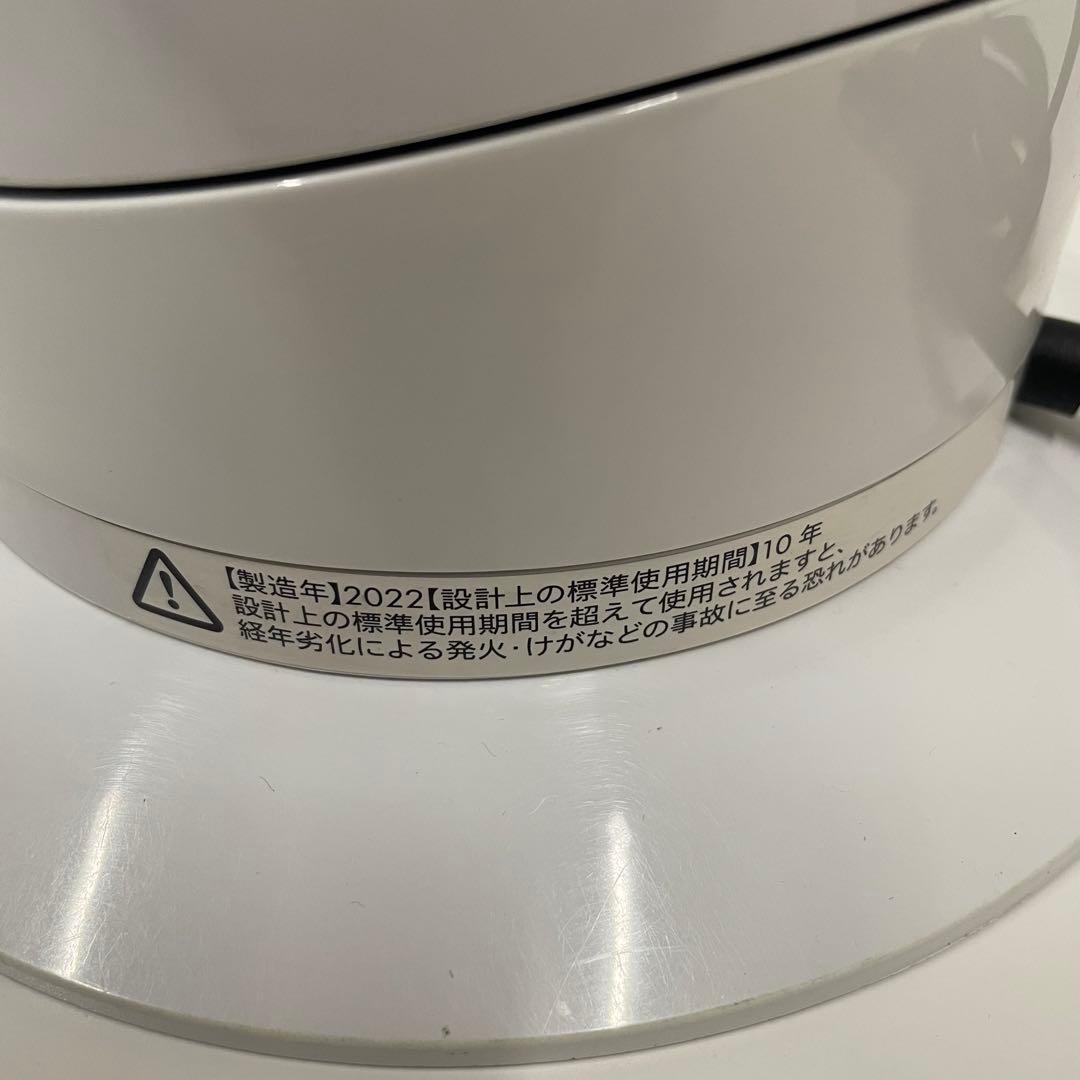 【製造年】2022【設計上の標準使用期間】10年
設計上の標準使用期間を超えて使用されますと、
経年劣化による発火・けがなどの事故に至る恐れがあります。